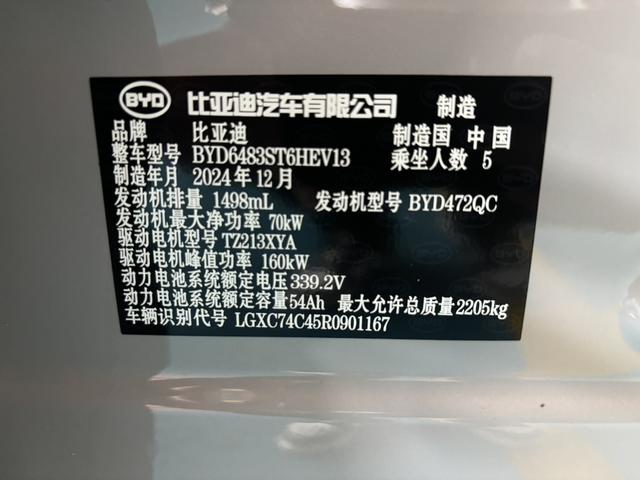 BYD 比亚迪汽车有限公司 制造
品牌 比亚迪 制造国 中国
整车型号 BYD6483ST6HEV13 乘坐人数 5
制造年月 2024年12月
发动机排量 1498mL 发动机型号 BYD472QC
发动机最大净功率 70kW
驱动电机型号 TZ213XYA
驱动电机峰值功率 160kW
动力电池系统额定电压 339.2V
动力电池系统额定容量 54Ah 最大允许总质量 2205kg
车辆识别代号 LGXC74C45R0901167